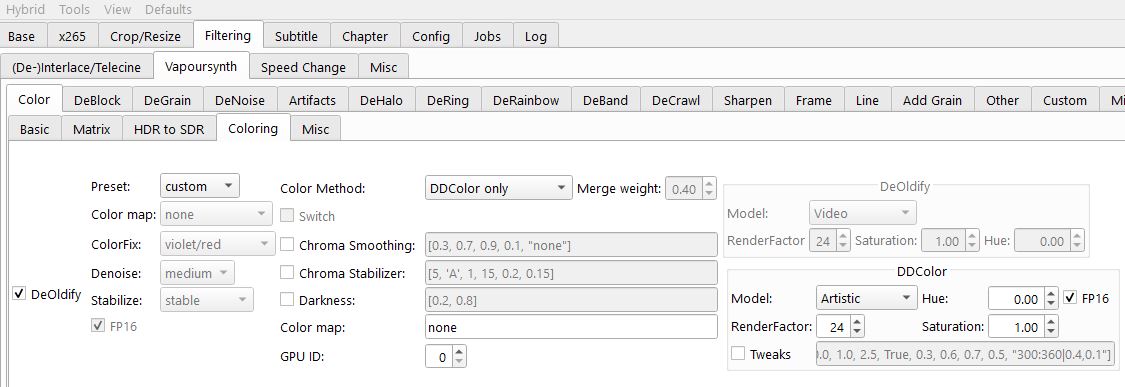 Hybrid Tools View Defaults
Base x265 Crop/Resize Filtering Subtitle Chapter Config Jobs Log
(De-)Interlace/Telecine Vapoursynth Speed Change Misc
Color DeBlock DeGrain DeNoise Artifacts DeHalo DeRing DeRainbow DeBand DeCrawl Sharpen Frame Line Add Grain Other Custom Mi
Basic Matrix HDR to SDR Coloring Misc
DeOldify
Preset: custom
Color map: none
ColorFix: violet/red
Denoise: medium
Stabilize: stable
FP16
Color Method: DDColor only Merge weight: 0.40
Switch
Chroma Smoothing: [0.3, 0.7, 0.9, 0.1, "none"]
Chroma Stabilizer: [5, 'A', 1, 15, 0.2, 0.15]
Darkness: [0.2, 0.8]
Color map: none
GPU ID: 0
DeOldify
Model: Video
RenderFactor 24 Saturation: 1.00 Hue: 0.00
DDColor
Model: Artistic Hue: 0.00 FP16
RenderFactor: 24 Saturation: 1.00
Tweaks 0.0, 1.0, 2.5, True, 0.3, 0.6, 0.7, 0.5, "300:360|0.4,0.1"]